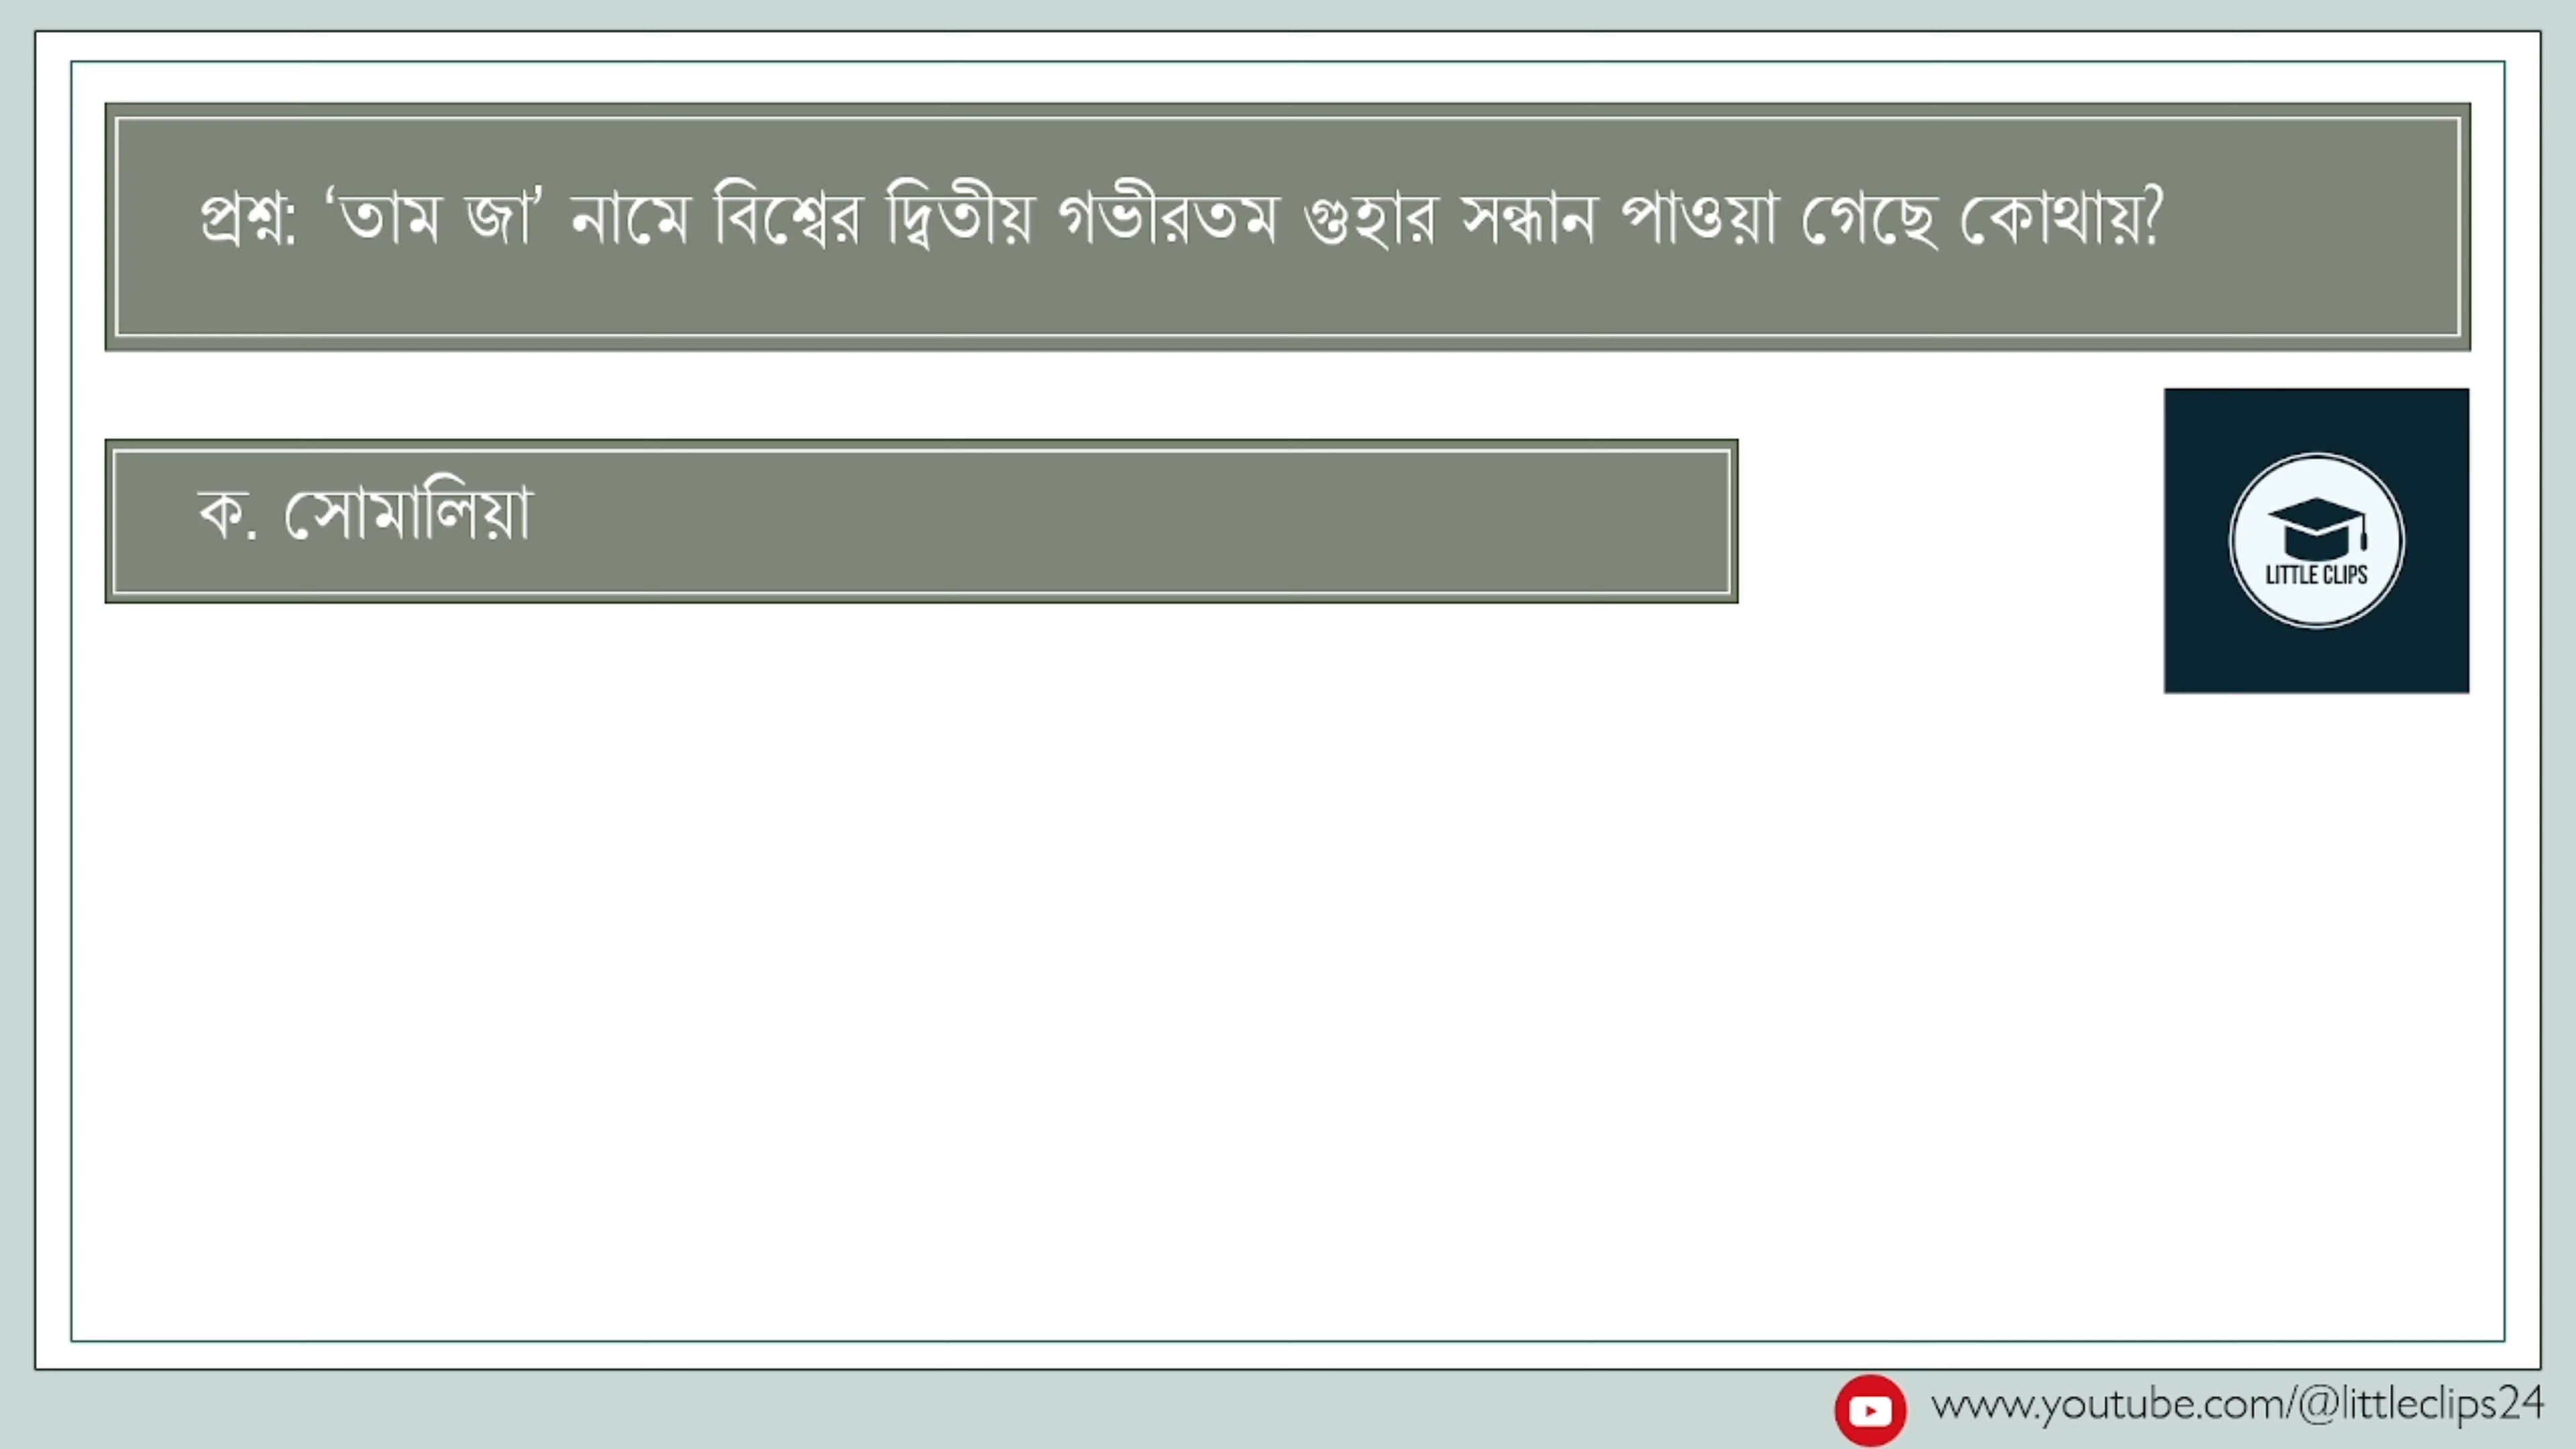 প্রশ্ন: ‘তাম জা’ নামে বিশ্বের দ্বিতীয় গভীরতম গুহার সন্ধান পাওয়া গেছে কোথায়?
ক. সোমালিয়া
LITTLE CLIPS
www.youtube.com/@littleclips24